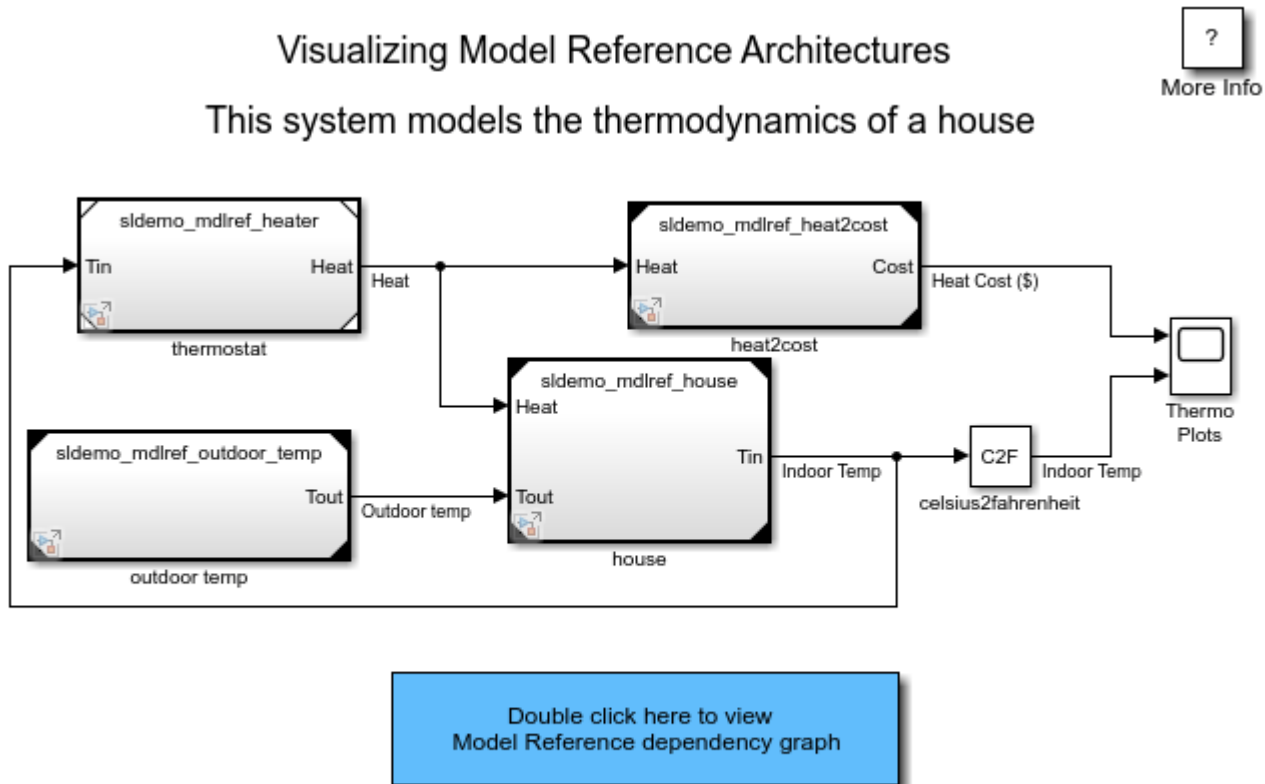 Visualizing Model Reference Architectures
?
More Info
This system models the thermodynamics of a house
sldemo_mdlref_heater
Tin
Heat
Heat
thermostat
sldemo_mdlref_heat2cost
Heat
Cost
Heat Cost ($)
heat2cost
sldemo_mdlref_house
Heat
Tin
Tout
Indoor Temp
house
sldemo_mdlref_outdoor_temp
Tout
Outdoor temp
outdoor temp
C2F
Indoor Temp
celsius2fahrenheit
Thermo
Plots
Double click here to view
Model Reference dependency graph